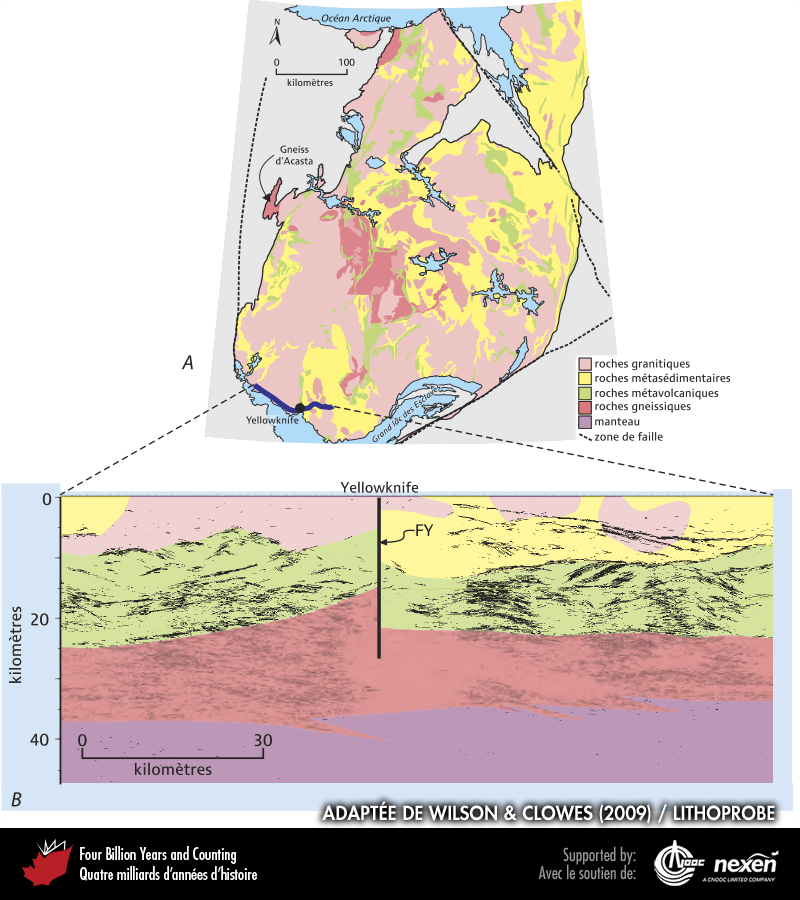 Océan Arctique
N
0 100
kilomètres
Gneiss
d'Acasta
A
Yellowknife
Grand lac des Esclaves
roches granitiques
roches métasédimentaires
roches métavolcaniques
roches gneissiques
manteau
zone de faille
Yellowknife
0
FY
20
kilomètres
40
0 30
kilomètres
B
ADAPTÉE DE WILSON & CLOWES (2009) / LITHOPROBE
Four Billion Years and Counting
Quatre milliards d'années d'histoire
Supported by:
Avec le soutien de:
CNOOC
nexen
A CNOOC LIMITED COMPANY